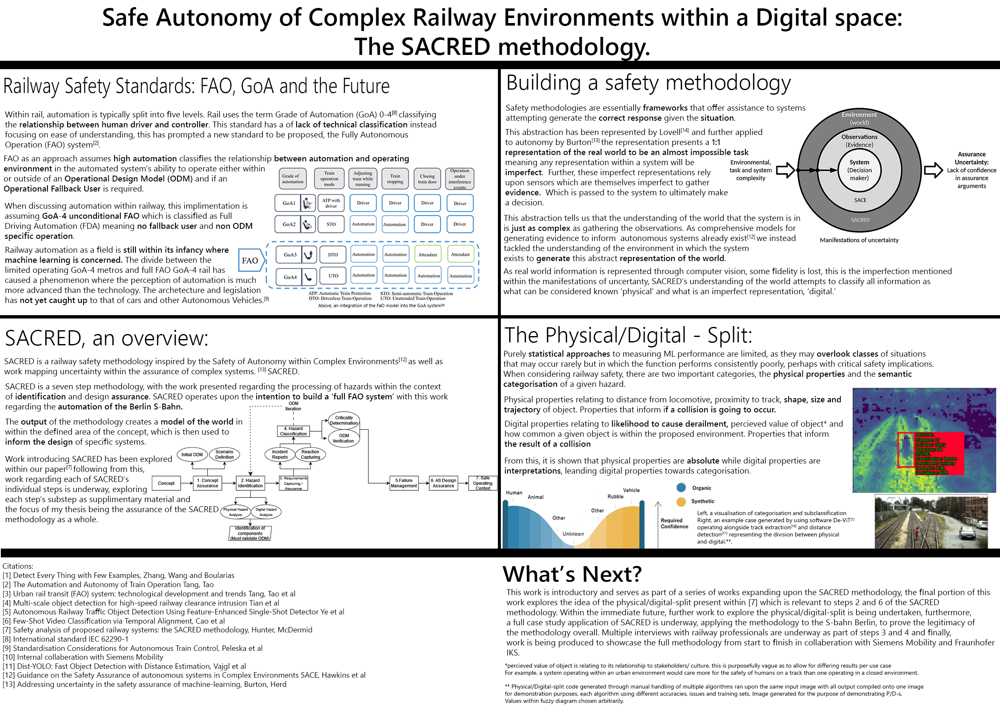 Safe Autonomy of Complex Railway Environments within a Digital space:
The SACRED methodology.
Railway Safety Standards: FAO, GoA and the Future
Within rail, automation is typically split into five levels. Rail uses the term Grade of Automation (GoA) 0-4[8] classifying
the relationship between human driver and controller. This standard has a of lack of technical classification instead
focusing on ease of understanding, this has prompted a new standard to be proposed, the Fully Autonomous
Operation (FAO) system[2].
FAO as an approach assumes high automation classifies the relationship between automation and operating
environment in the automated system's ability to operate either within
or outside of an Operational Design Model (ODM) and if an
Operational Fallback User is required.
When discussing automation within railway, this implimentation is
assuming GoA-4 unconditional FAO which is classified as Full
Driving Automation (FDA) meaning no fallback user and non ODM
specific operation.
Railway automation as a field is still within its infancy where
machine learning is concerned. The divide between the
limited operating GoA-4 metros and full FAO GoA-4 rail has
caused a phenomenon where the perception of automation is much
more advanced than the technology. The archetecture and legislation
has not yet caught up to that of cars and other Autonomous Vehicles.[9]
Grade of automation
Train operation mode
Adjusting train while running
Train stopping
Closing train door
Operation under interference events
GoA1
ATP with driver
Driver
Driver
Driver
Driver
GoA2
STO
Automation
Automation
Driver
Driver
FAO
GoA3
DTO
Automation
Automation
Attendant
Attendant
GoA4
UTO
Automation
Automation
Automation
Automation
ATP: Automatic Train Protection STO: Semi-automatic Train Operation
DTO: Driverless Train Operation UTO: Unattended Train Operation
Above, an integration of the FaO model into the GoA system[3]
Building a safety methodology
Safety methodologies are essentially frameworks that offer assistance to systems
attempting generate the correct response given the situation.
This abstraction has been represented by Lovell[14] and further applied
to autonomy by Burton[13] the representation presents a 1:1
representation of the real world to be an almost impossible task
meaning any representation within a system will be
imperfect. Further, these imperfect representations rely
upon sensors which are themselves imperfect to gather
evidence. Which is passed to the system to ultimately make
a decision.
This abstraction tells us that the understanding of the world that the system is in
is just as complex as gathering the observations. As comprehensive models for
generating evidence to inform autonomous systems already exist[12] we instead
tackled the understanding of the environment in which the system
exists to generate this abstract representation of the world.
As real world information is represented through computer vision, some fidelity is lost, this is the imperfection mentioned
within the manifestations of uncertanty, SACRED's understanding of the world attempts to classify all information as
what can be considered known 'physical' and what is an imperfect representation, 'digital.'
Environmental,
task and system
complexity
Environment
(world)
Observations
(Evidence)
System
(Decision
maker)
SACE
SACRED
Assurance
Uncertainty:
Lack of confidence
in assurance
arguments
Manifestations of uncertainty
SACRED, an overview:
SACRED is a railway safety methodology inspired by the Safety of Autonomy within Complex Environments[12] as well as
work mapping uncertainty within the assurance of complex systems. [13] SACRED.
SACRED is a seven step methodology, with the work presented regarding the processing of hazards within the context
of identification and design assurance. SACRED operates upon the intention to build a 'full FAO system' with this work
regarding the automation of the Berlin S-Bahn.
The output of the methodology creates a model of the world in
within the defined area of the concept, which is then used to
inform the design of specific systems.
Work introducing SACRED has been explored
within our paper[7] following from this,
work regarding each of SACRED's
individual steps is underway, exploring
each step's substep as supplimentary material and
the focus of my thesis being the assurance of the SACRED
methodology as a whole.
ODM
Iteration
Criticality
Determination
4. Hazard
Classification
ODM
Verification.
Initial ODM
Scenario
Definition
Incident
Reports
Reaction
Capturing
Concept
1. Concept
Assurance
2. Hazard
Identification
3. Requirements
Capturing /
Assurance
5.Failure
Management
6. AS Design
Assurance
7. Safe
Operating
Context
Physical Hazard
Analysis
Digital Hazard
Analysis
Identification of
components
(Must validate ODM)
The Physical/Digital - Split:
Purely statistical approaches to measuring ML performance are limited, as they may overlook classes of situations
that may occur rarely but in which the function performs consistently poorly, perhaps with critical safety implications.
When considering railway safety, there are two important categories, the physical properties and the semantic
categorisation of a given hazard.
Physical properties relating to distance from locomotive, proximity to track, shape, size and
trajectory of object. Properties that inform if a collision is going to occur.
Digital properties relating to likelihood to cause derailment, percieved value of object* and
how common a given object is within the proposed environment. Properties that inform
the result of a collision
From this, it is shown that physical properties are absolute while digital properties are
interpretations, leanding digital properties towards categorisation.
PHYSICAL
Distance: 17
Collision: Likely
Trajectory: NA
DIGITAL
Classification: Person
Derailment: Unlikely
Semantic: High
Confidence: 90%
Human
Animal
Other
Unknown
Other
Rubble
Vehicle
Required
Confidence
Organic
Synthetic
Left, a visualisation of categorisation and subclassification
Right, an example case generated by using software De-ViT[1]
operating alongside track extraction[10] and distance
detection[11] representing the division between physical
and digital.**.
Citations:
[1] Detect Every Thing with Few Examples, Zhang, Wang and Boularias
[2] The Automation and Autonomy of Train Operation Tang, Tao
[3] Urban rail transit {FAO} system: technological development and trends Tang, Tao et al
[4] Multi-scale object detection for high-speed railway clearance intrusion Tian et al
[5] Autonomous Railway Traffic Object Detection Using Feature-Enhanced Single-Shot Detector Ye et al
[6] Few-Shot Video Classification via Temporal Alignment, Cao et al
[7] Safety analysis of proposed railway systems: the SACRED methodology, Hunter, McDermid
[8] International standard IEC 62290-1
[9] Standardisation Considerations for Autonomous Train Control, Peleska et al
[10] Internal collaberation with Siemens Mobility
[11] Dist-YOLO: Fast Object Detection with Distance Estimation, Vajgl et al
[12] Guidance on the Safety Assurance of autonomous systems in Complex Environments SACE, Hawkins et al
[13] Addressing uncertainty in the safety assurance of machine-learning, Burton, Herd
What's Next?
This work is introductory and serves as part of a series of works expanding upon the SACRED methodology, the final portion of this
work explores the idea of the physical/digital-split present within [7] which is relevant to steps 2 and 6 of the SACRED
methodology. Within the immediate future, further work to explore the physical/digital-split is being undertaken, furthermore,
a full case study application of SACRED is underway, applying the methodology to the S-bahn Berlin, to prove the legitimacy of
the methodology overall. Multiple interviews with railway professionals are underway as part of steps 3 and 4 and finally,
work is being produced to showcase the full methodology from start to finish in collaberation with Siemens Mobility and Fraunhofer
IKS.
*percieved value of object is relating to its relationship to stakeholders/ culture, this is purposefully vague as to allow for differing results per use case
For example, a system operating within an urban environment would care more for the safety of humans on a track than one operating in a closed environment.
** Physical/Digital-split code generated through manual handling of multiple algorithms ran upon the same input image with all output compiled onto one image
for demonstration purposes, each algorithm using different accuracies, issues and training sets, Image generated for the purpose of demonstrating P/D-s.
Values within fuzzy diagram chosen arbitrarily.